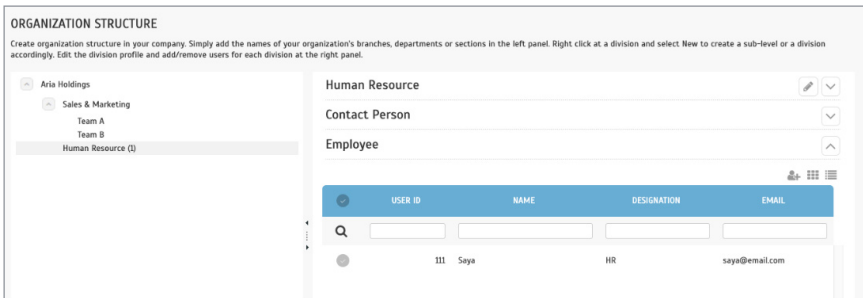 ORGANIZATION STRUCTURE
Create organization structure in your company. Simply add the names of your organization's branches, departments or sections in the left panel. Right click at a division and select New to create a sub-level or a division
accordingly. Edit the division profile and add/remove users for each division at the right panel.
Aria Holdings
Sales & Marketing
Team A
Team B
Human Resource (1)
Human Resource
Contact Person
Employee
USER ID NAME DESIGNATION EMAIL
111 Saya HR saya@email.com